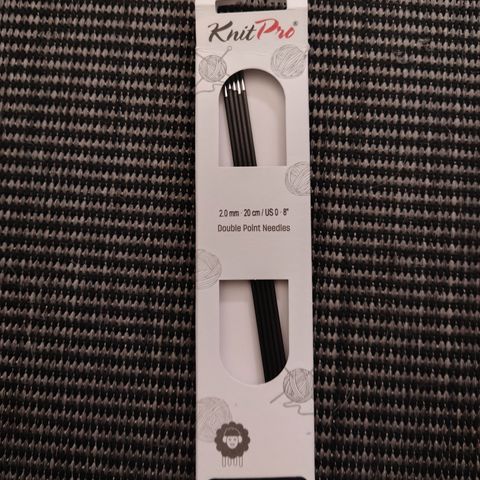 KnitPro®
2.0 mm · 20 cm / US 0 · 8"
Double Point Needles